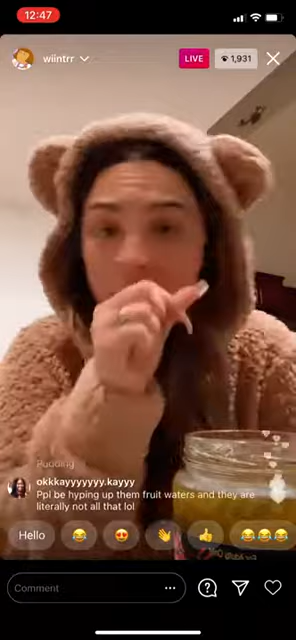 12:47
wiintrr
LIVE
1,931
Pudding
okkkayyyyyyy.kayyy
Ppl be hyping up them fruit waters and they are
literally not all that lol
Hello
Comment